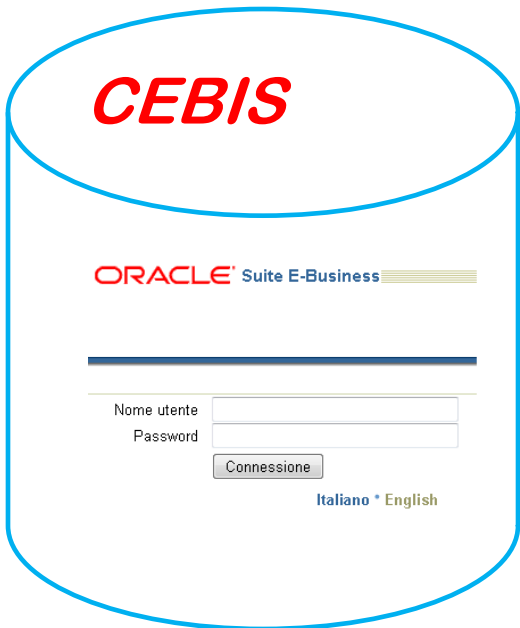 CEBIS
ORACLE Suite E-Business
Nome utente
Password
Connessione
Italiano * English